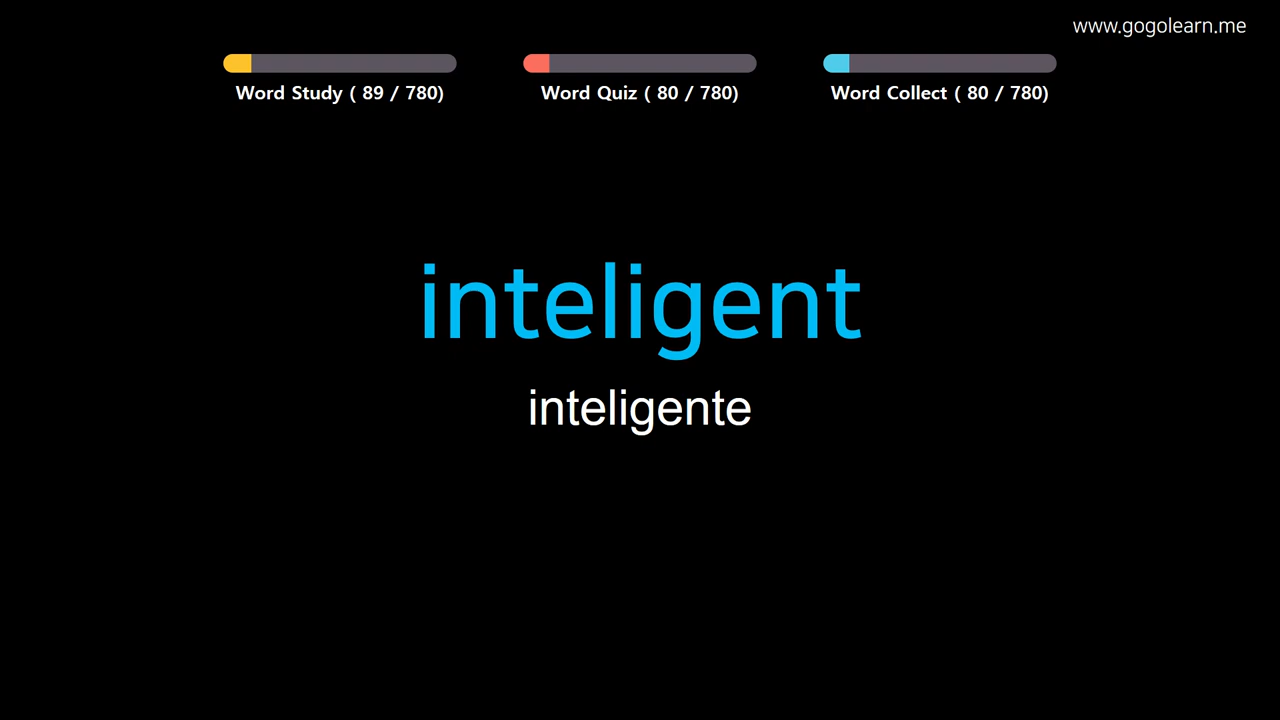 www.gogolearn.me
Word Study ( 89 / 780)
Word Quiz ( 80 / 780)
Word Collect ( 80 / 780)
inteligent
inteligente